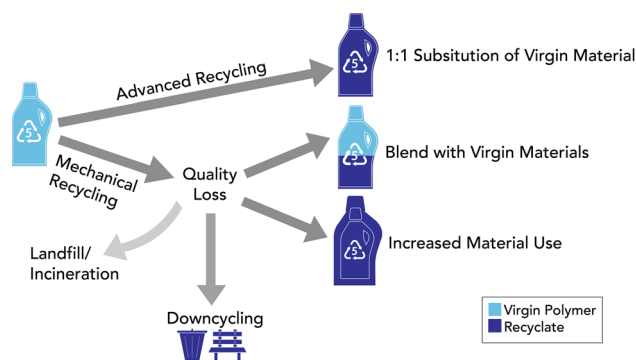 Advanced Recycling
1:1 Subsitution of Virgin Material
5
5
5
Blend with Virgin Materials
Mechanical
Recycling
Quality
Loss
5
Increased Material Use
Landfill/
Incineration
Downcycling
Virgin Polymer
Recyclate